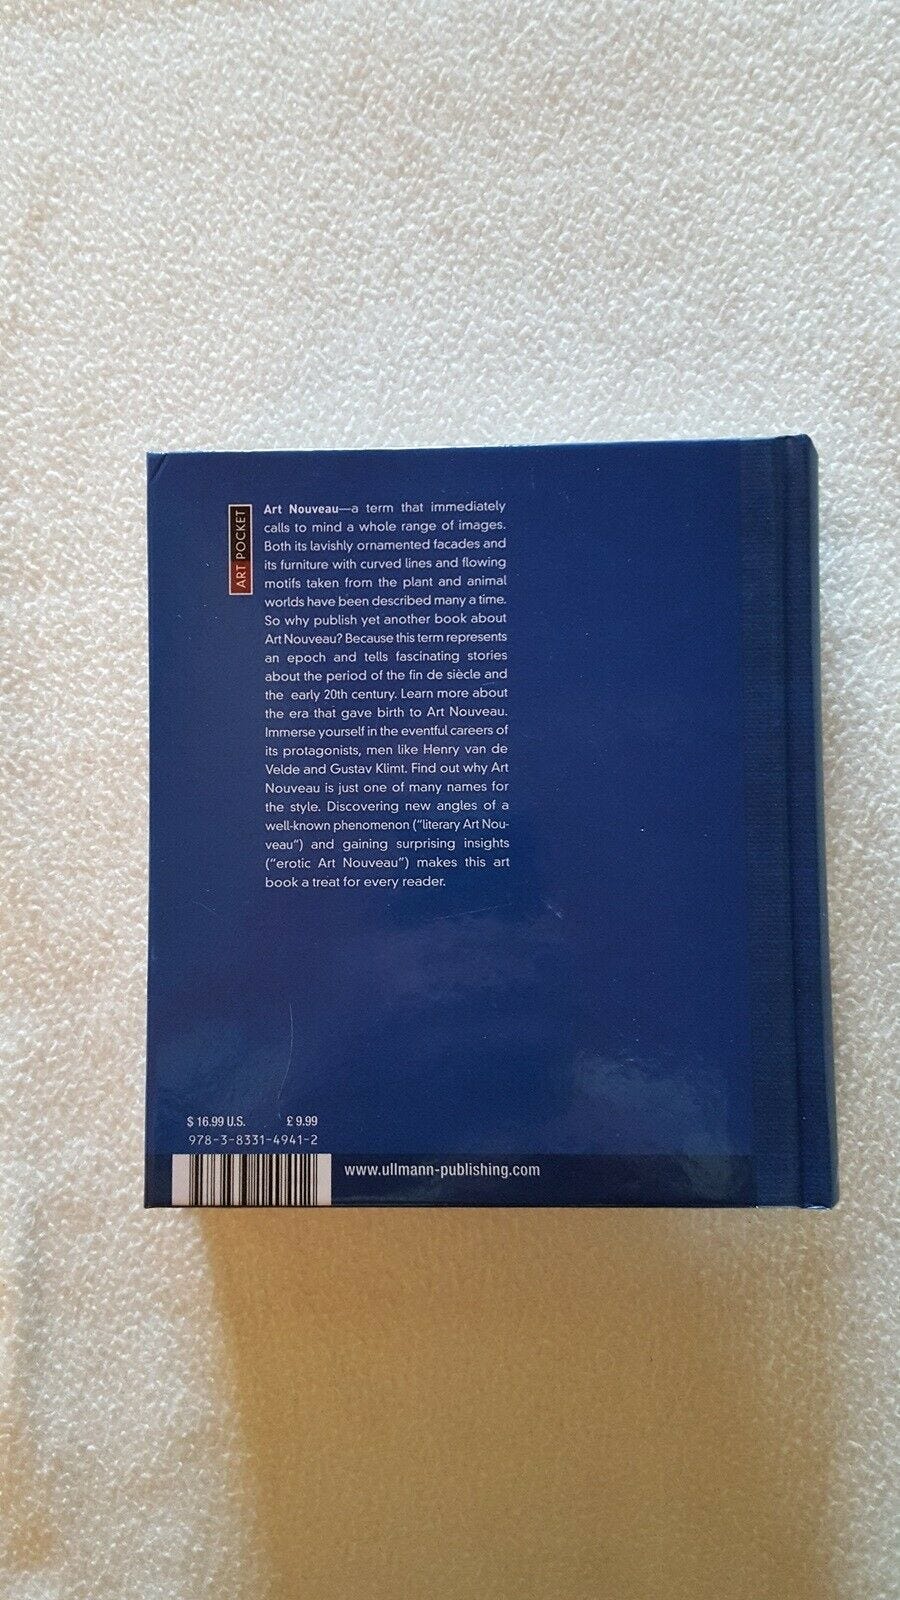 ART POCKET
Art Nouveau—a term that immediately
calls to mind a whole range of images.
Both its lavishly ornamented facades and
its furniture with curved lines and flowing
motifs taken from the plant and animal
worlds have been described many a time.
So why publish yet another book about
Art Nouveau? Because this term represents
an epoch and tells fascinating stories
about the period of the fin de siècle and
the early 20th century. Learn more about
the era that gave birth to Art Nouveau.
Immerse yourself in the eventful careers of
its protagonists, men like Henry van de
Velde and Gustav Klimt. Find out why Art
Nouveau is just one of many names for
the style. Discovering new angles of a
well-known phenomenon (“literary Art Nou-
veau”) and gaining surprising insights
(“erotic Art Nouveau”) makes this art
book a treat for every reader.
$ 16.99 U.S. £ 9.99
978-3-8331-4941-2
www.ullmann-publishing.com